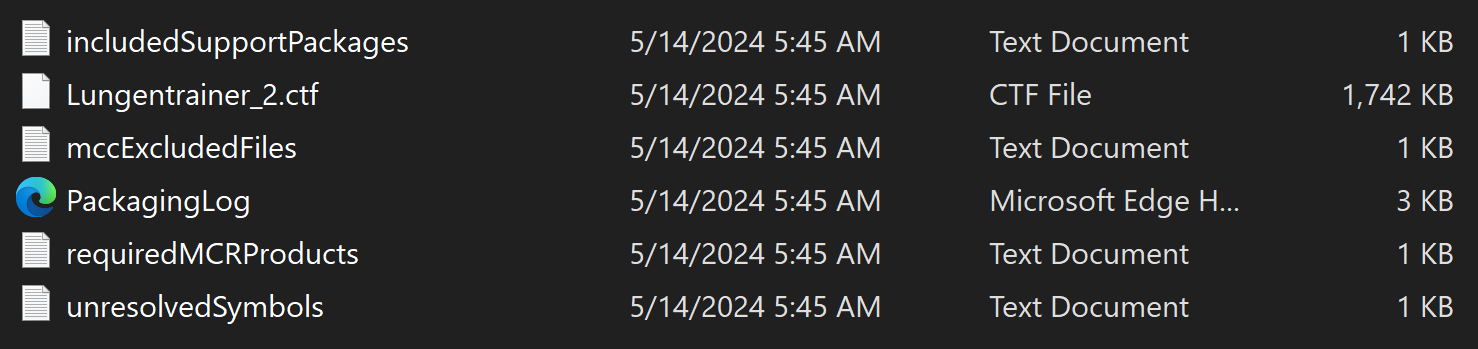 includedSupportPackages 5/14/2024 5:45 AM Text Document 1 KB
Lungentrainer_2.ctf 5/14/2024 5:45 AM CTF File 1,742 KB
mccExcludedFiles 5/14/2024 5:45 AM Text Document 1 KB
PackagingLog 5/14/2024 5:45 AM Microsoft Edge H... 3 KB
requiredMCRProducts 5/14/2024 5:45 AM Text Document 1 KB
unresolvedSymbols 5/14/2024 5:45 AM Text Document 1 KB